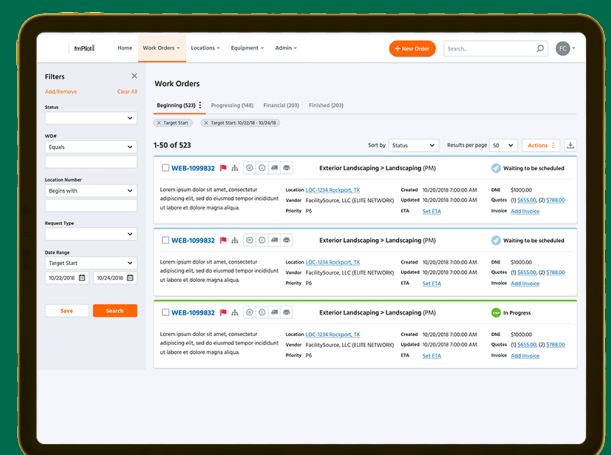 fmPilot
Home
Work Orders
Locations
Equipment
Admin
+ New Order
Search...
FC
Filters
Add/Remove
Clear All
Status
WO#
Equals
Location Number
Begins with
Request Type
Date Range
Target Start
10/22/2018
10/24/2018
Save
Search
Work Orders
Beginning (523)
Progressing (148)
Financial (203)
Finished (203)
Target Start
Target Start: 10/22/18 - 10/24/18
1-50 of 523
Sort by
Status
Results per page
50
Actions
WEB-1099832
Exterior Landscaping > Landscaping (PM)
Waiting to be scheduled
Lorem ipsum dolor sit amet, consectetur
adipiscing elit, sed do eiusmod tempor incididunt
ut labore et dolore magna aliqua.
Location LOC-1234 Rockport, TX
Vendor FacilitySource, LLC (ELITE NETWORK)
Priority P6
Created 10/20/2018 7:00:00 AM
Updated 10/20/2018 7:00:00 AM
ETA Set ETA
DNE $1000.00
Quotes (1) $655.00, (2) $788.00
Invoice Add Invoice
WEB-1099832
Exterior Landscaping > Landscaping (PM)
Waiting to be scheduled
Lorem ipsum dolor sit amet, consectetur
adipiscing elit, sed do eiusmod tempor incididunt
ut labore et dolore magna aliqua.
Location LOC-1234 Rockport, TX
Vendor FacilitySource, LLC (ELITE NETWORK)
Priority P6
Created 10/20/2018 7:00:00 AM
Updated 10/20/2018 7:00:00 AM
ETA Set ETA
DNE $1000.00
Quotes (1) $655.00, (2) $788.00
Invoice Add Invoice
WEB-1099832
Exterior Landscaping > Landscaping (PM)
In Progress
Lorem ipsum dolor sit amet, consectetur
adipiscing elit, sed do eiusmod tempor incididunt
ut labore et dolore magna aliqua.
Location LOC-1234 Rockport, TX
Vendor FacilitySource, LLC (ELITE NETWORK)
Priority P6
Created 10/20/2018 7:00:00 AM
Updated 10/20/2018 7:00:00 AM
ETA Set ETA
DNE $1000.00
Quotes (1) $655.00, (2) $788.00
Invoice Add Invoice